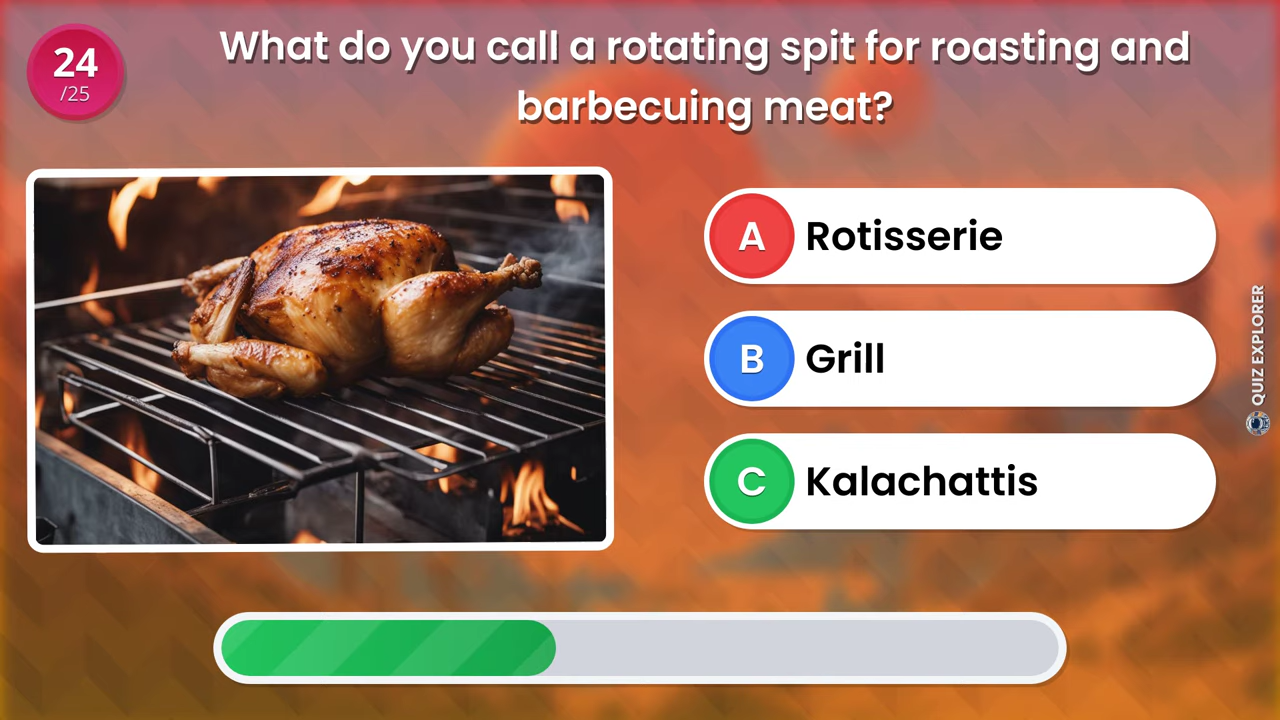 24
/25
What do you call a rotating spit for roasting and
barbecuing meat?
A Rotisserie
B Grill
C Kalachattis
QUIZ EXPLORER